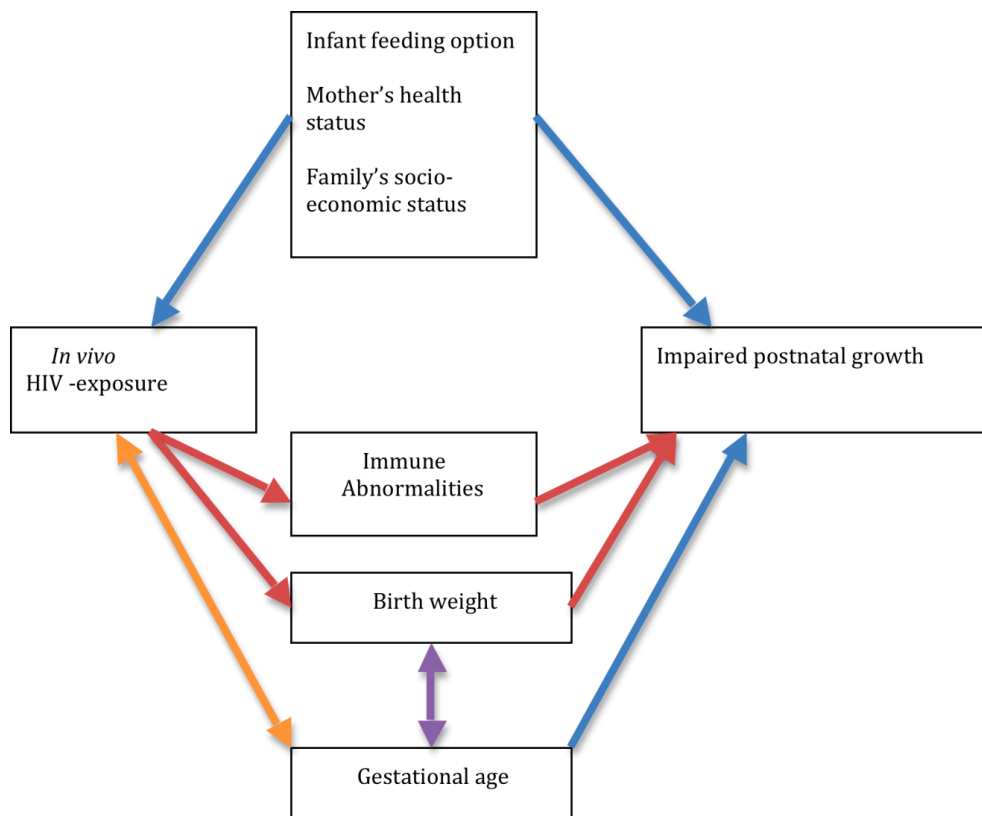 Infant feeding option
Mother’s health
status
Family’s socio-
economic status
In vivo
HIV -exposure
Impaired postnatal growth
Immune
Abnormalities
Birth weight
Gestational age